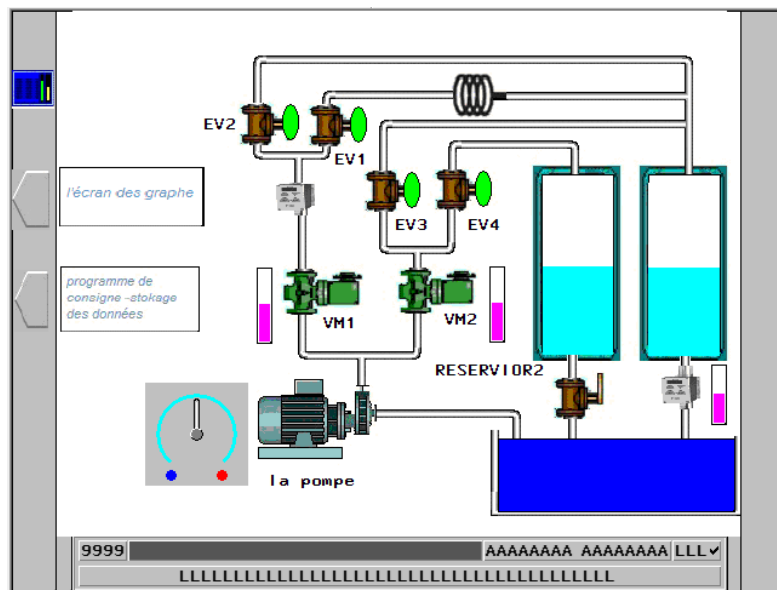 EV2
EV1
EV3
EV4
l'écran des graphe
programme de
consigne -stokage
des données
VM1
VM2
RESERVIOR2
la pompe
9999
AAAAAAAA AAAAAAAA
LLL
LLLLLLLLLLLLLLLLLLLLLLLLLLLLLLLLLLLLLLLL